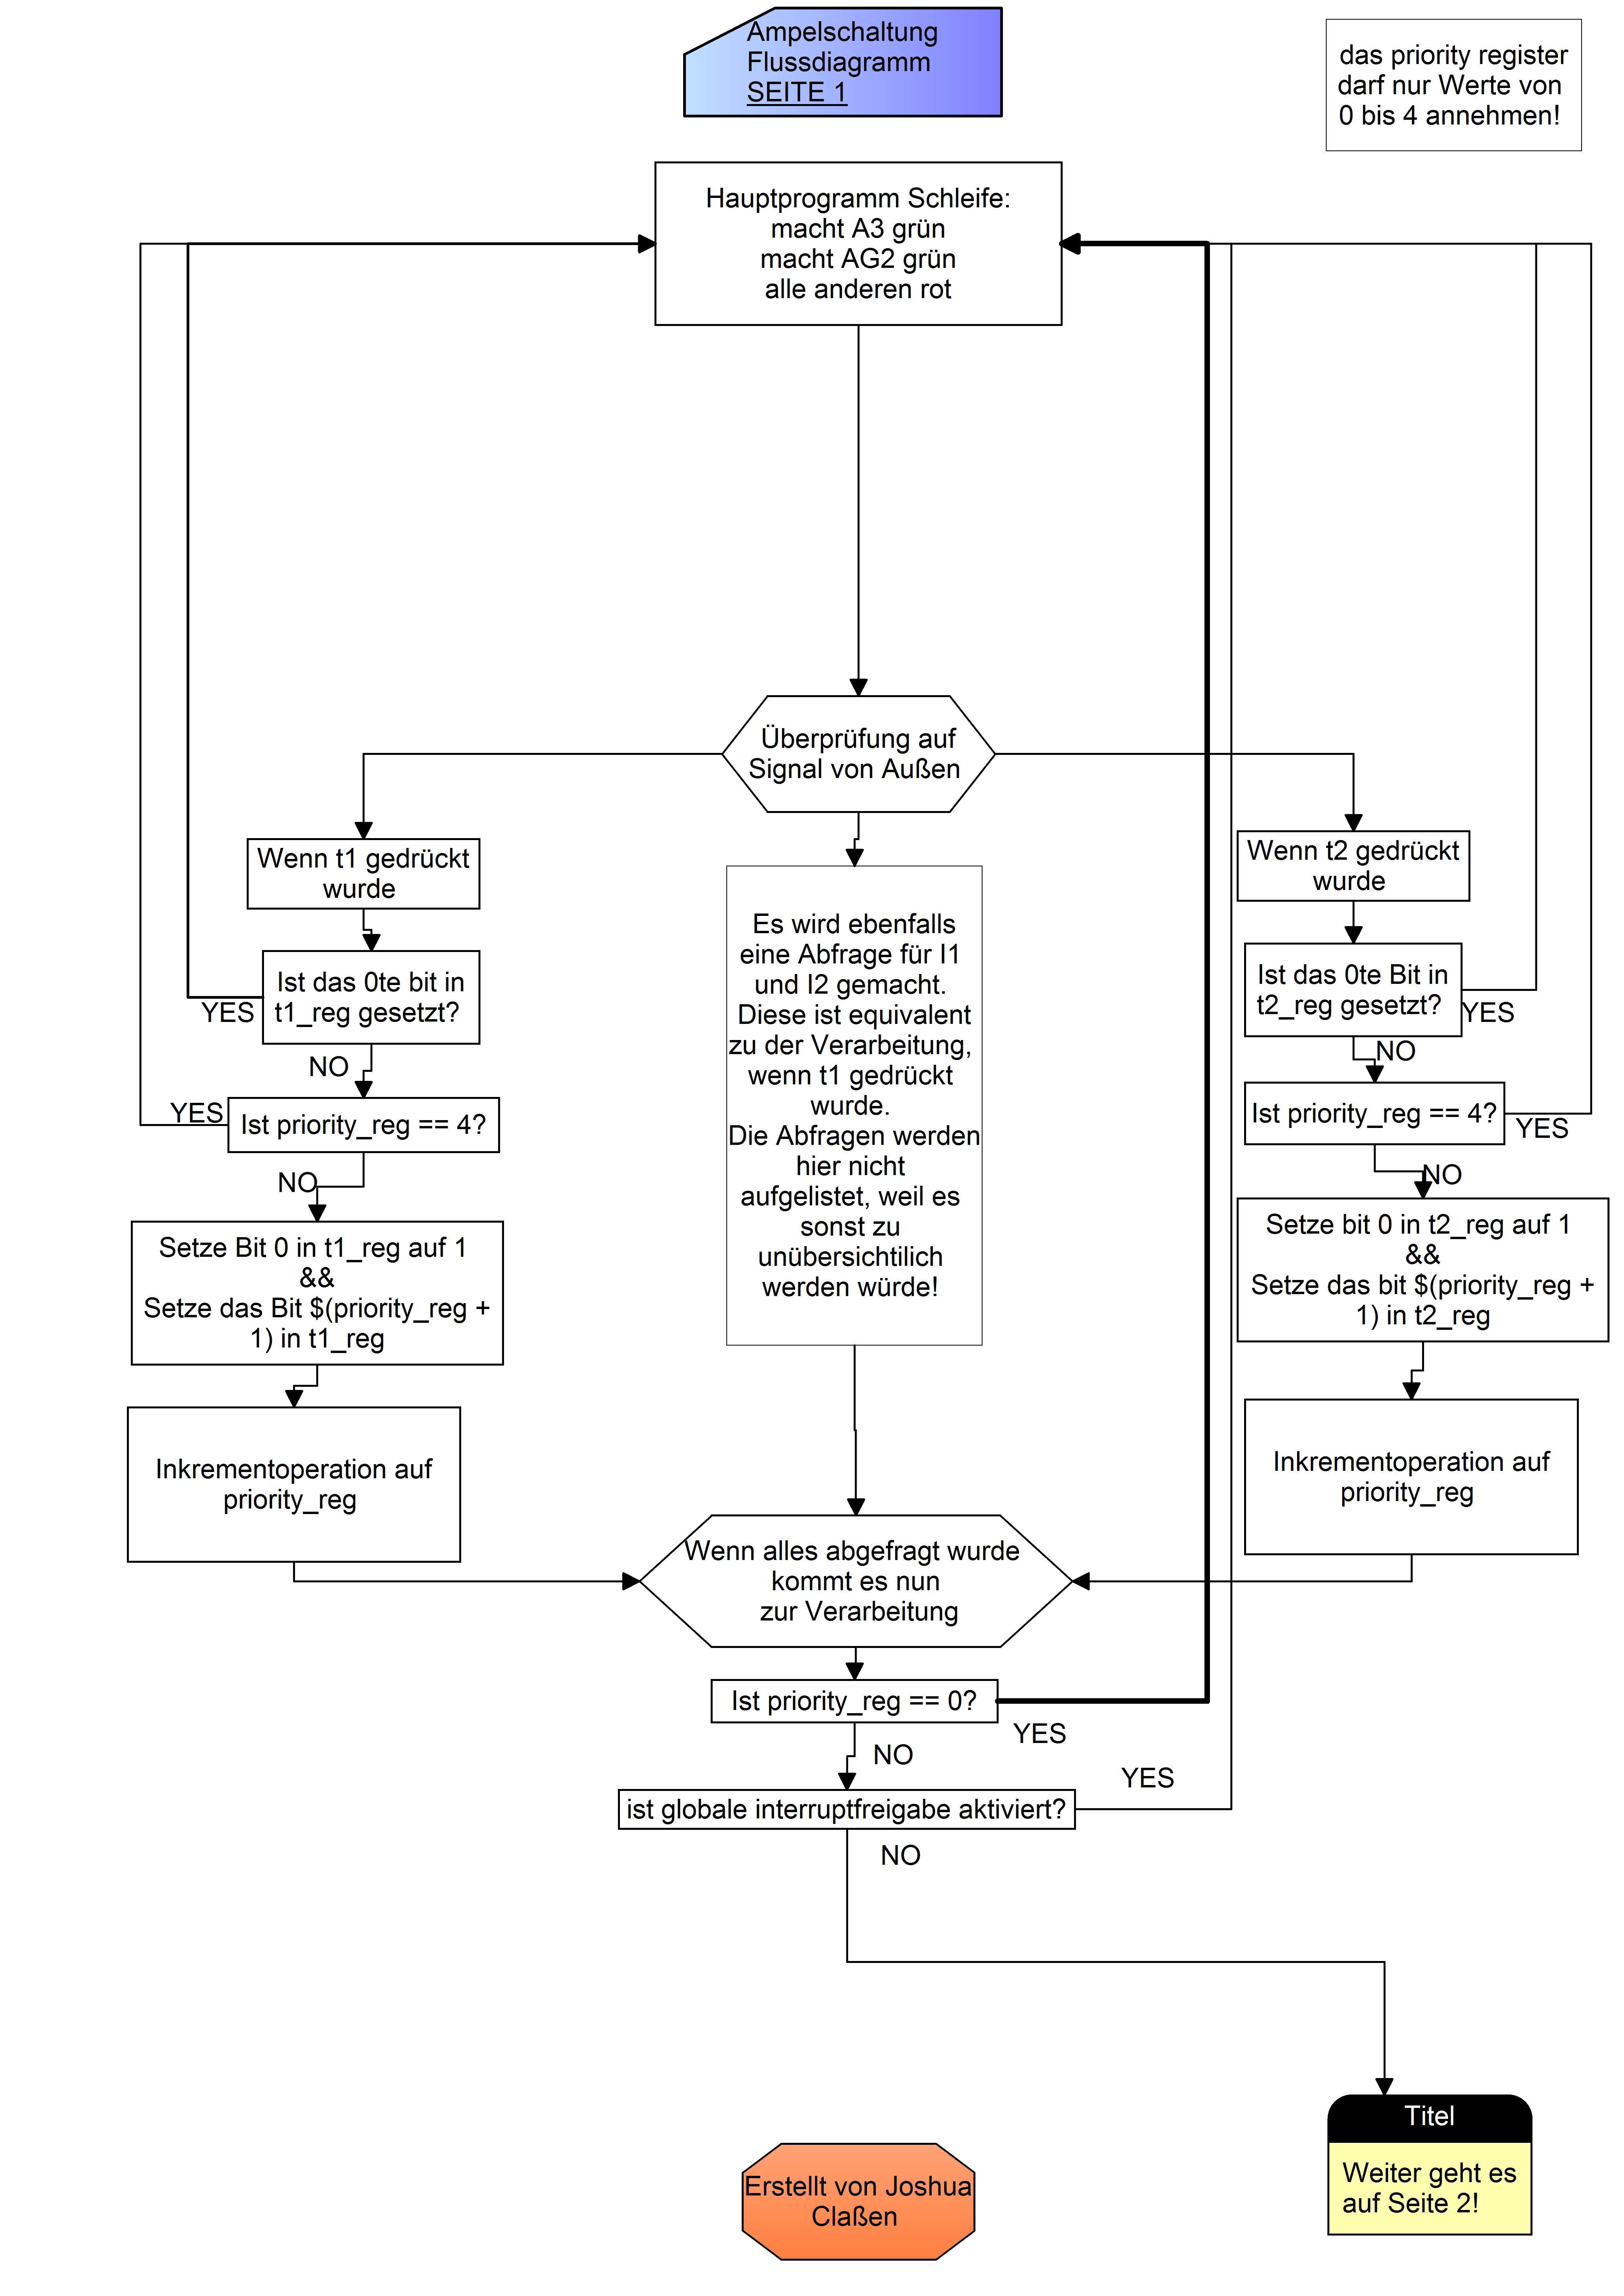 Ampelschaltung
Flussdiagramm
SEITE 1
das priority register
darf nur Werte von
0 bis 4 annehmen!
Hauptprogramm Schleife:
macht A3 grün
macht AG2 grün
alle anderen rot
Überprüfung auf
Signal von Außen
Wenn t1 gedrückt
wurde
Ist das 0te bit in
t1_reg gesetzt?
YES
NO
Ist priority_reg == 4?
YES
NO
Setze Bit 0 in t1_reg auf 1
&&
Setze das Bit $(priority_reg +
1) in t1_reg
Inkrementoperation auf
priority_reg
Es wird ebenfalls
eine Abfrage für I1
und I2 gemacht.
Diese ist equivalent
zu der Verarbeitung,
wenn t1 gedrückt
wurde.
Die Abfragen werden
hier nicht
aufgelistet, weil es
sonst zu
unübersichtilich
werden würde!
Wenn t2 gedrückt
wurde
Ist das 0te Bit in
t2_reg gesetzt?
YES
NO
Ist priority_reg == 4?
YES
NO
Setze bit 0 in t2_reg auf 1
&&
Setze das bit $(priority_reg +
1) in t2_reg
Inkrementoperation auf
priority_reg
Wenn alles abgefragt wurde
kommt es nun
zur Verarbeitung
Ist priority_reg == 0?
YES
NO
ist globale interruptfreigabe aktiviert?
YES
NO
Titel
Weiter geht es
auf Seite 2!
Erstellt von Joshua
Claßen